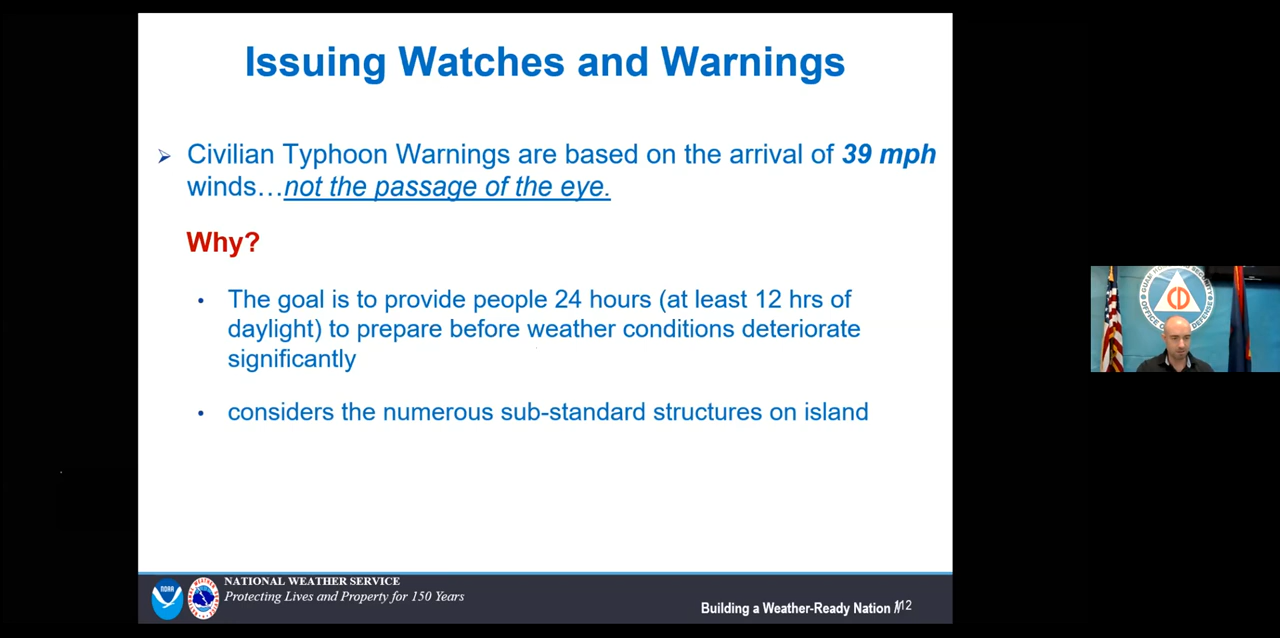 Issuing Watches and Warnings
➢ Civilian Typhoon Warnings are based on the arrival of 39 mph
winds…not the passage of the eye.
Why?
• The goal is to provide people 24 hours (at least 12 hrs of
daylight) to prepare before weather conditions deteriorate
significantly
• considers the numerous sub-standard structures on island
NOAA
NATIONAL WEATHER SERVICE
Protecting Lives and Property for 150 Years
Building a Weather-Ready Nation //12
CD